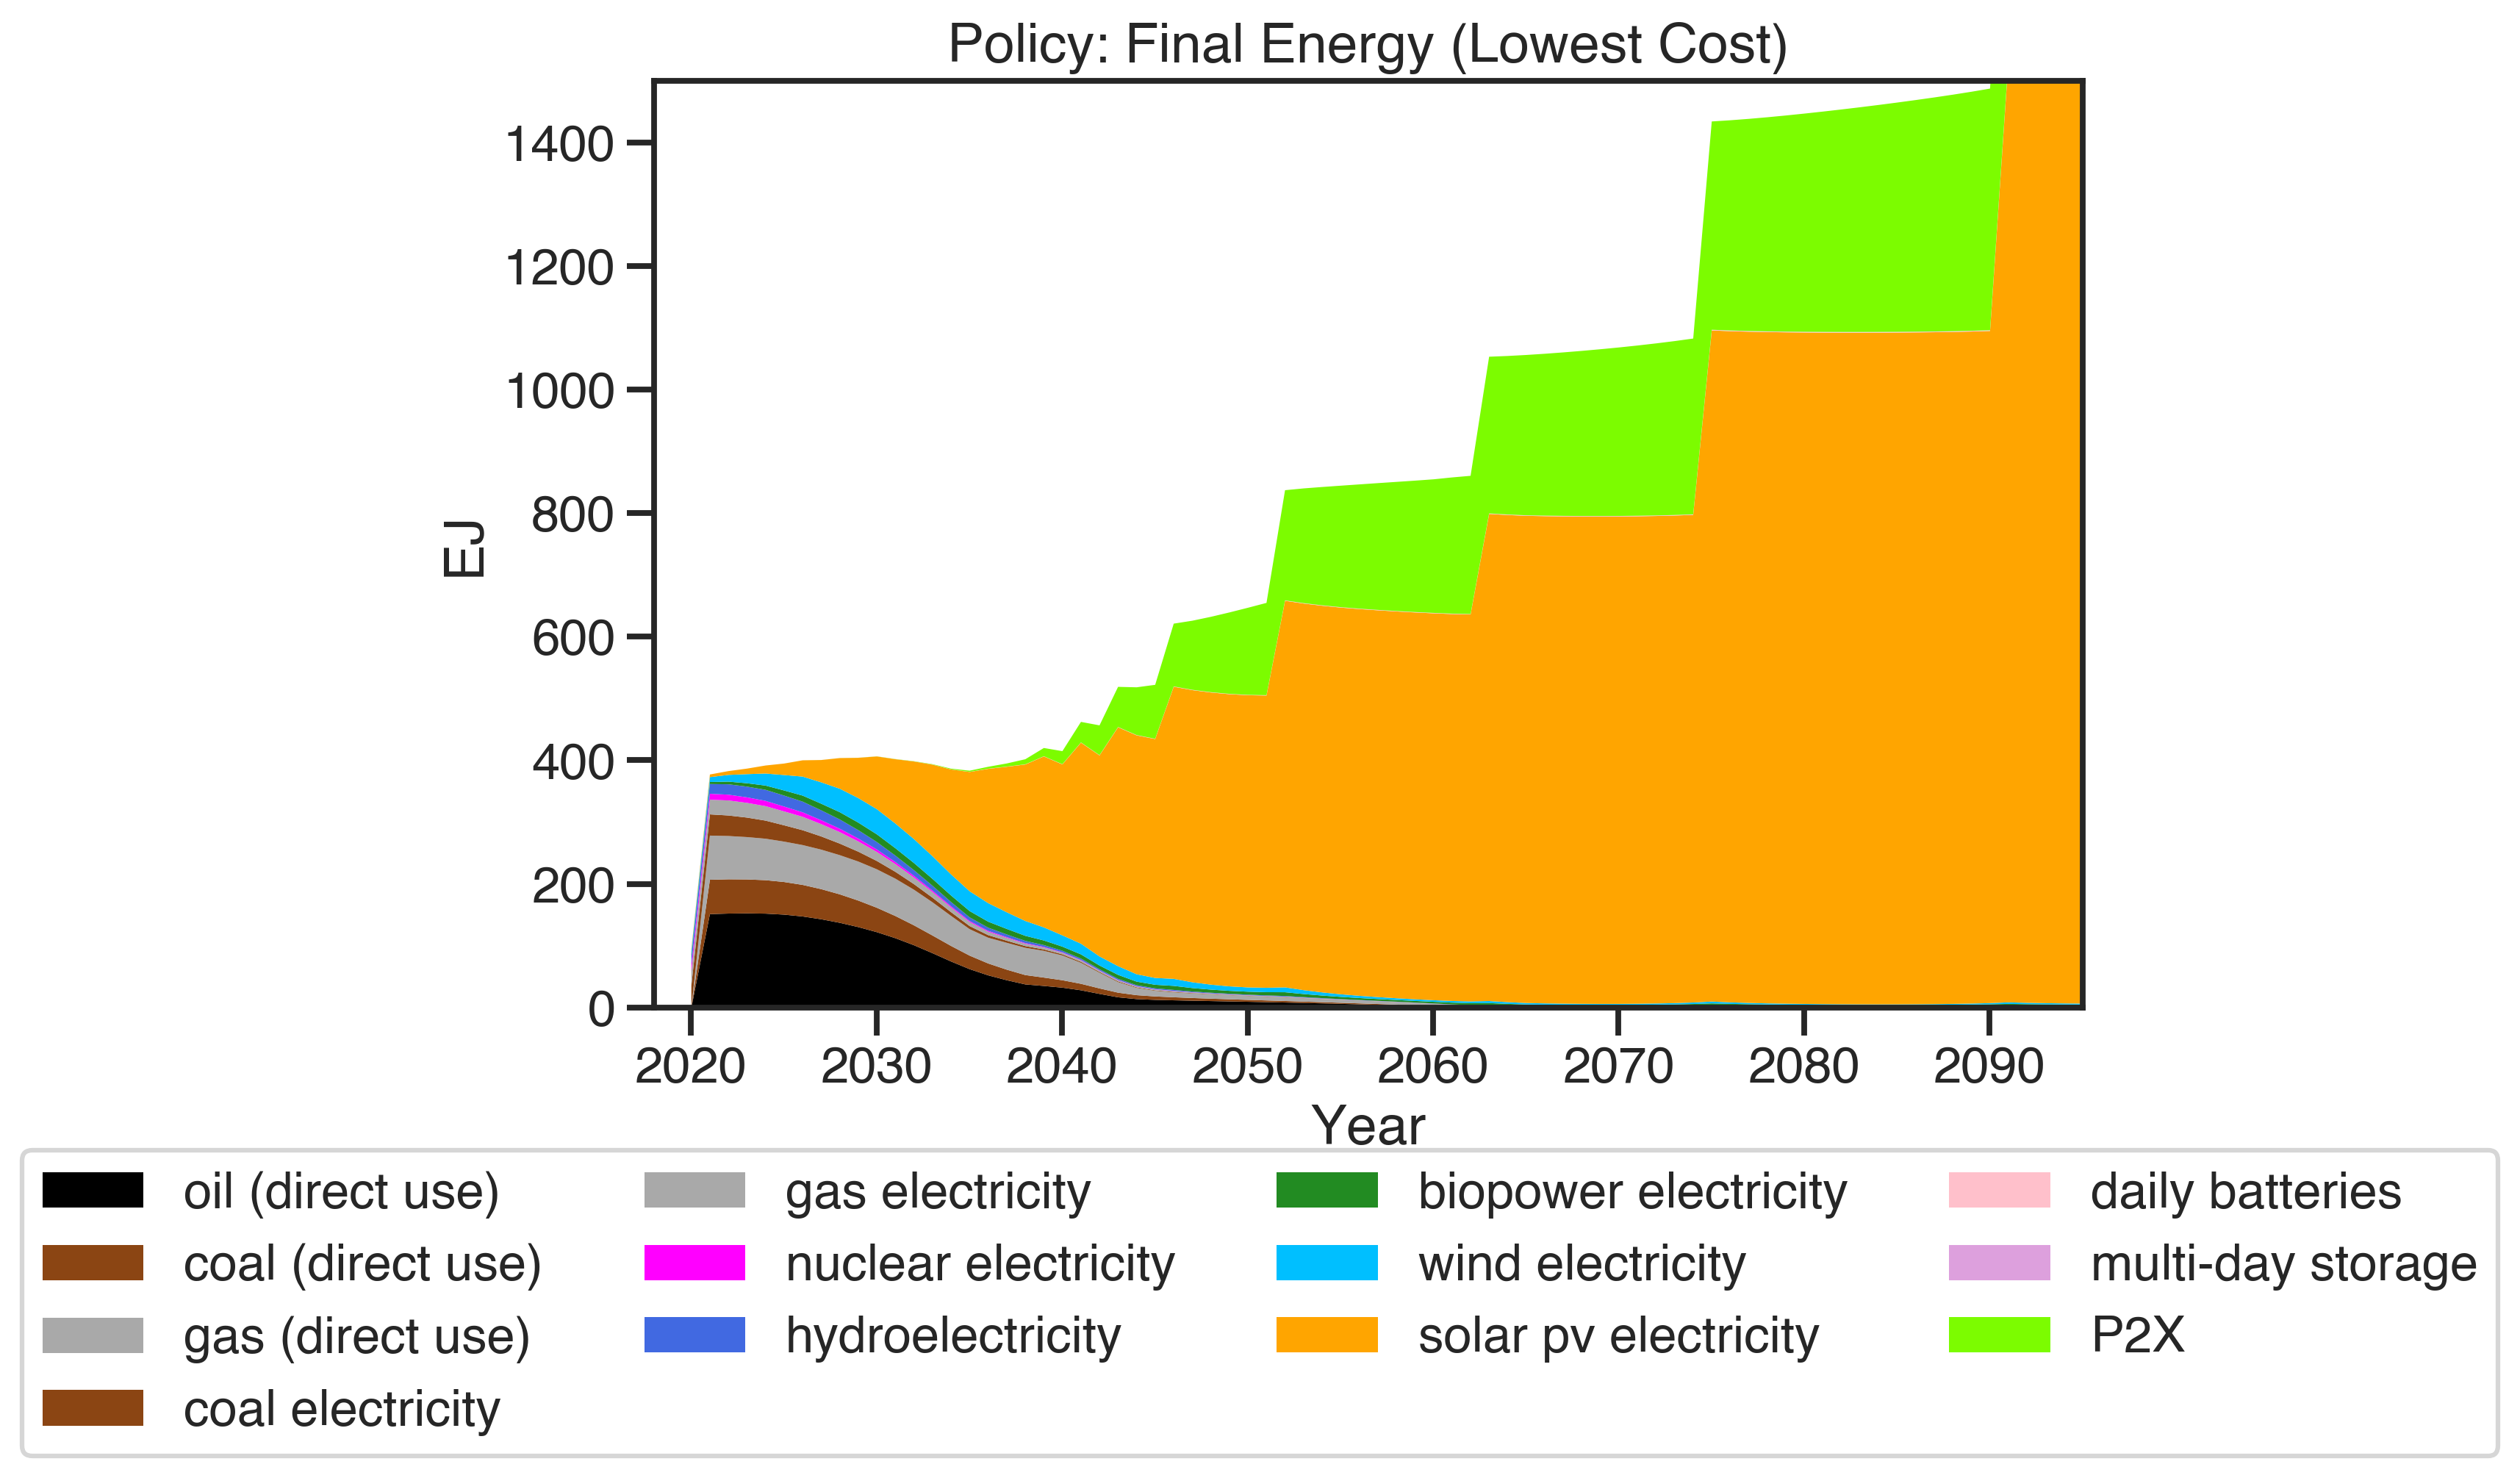 Policy: Final Energy (Lowest Cost)
1400
1200
1000
800
600
400
200
0
EJ
2020 2030 2040 2050 2060 2070 2080 2090
Year
oil (direct use)
coal (direct use)
gas (direct use)
coal electricity
gas electricity
nuclear electricity
hydroelectricity
biopower electricity
wind electricity
solar pv electricity
daily batteries
multi-day storage
P2X